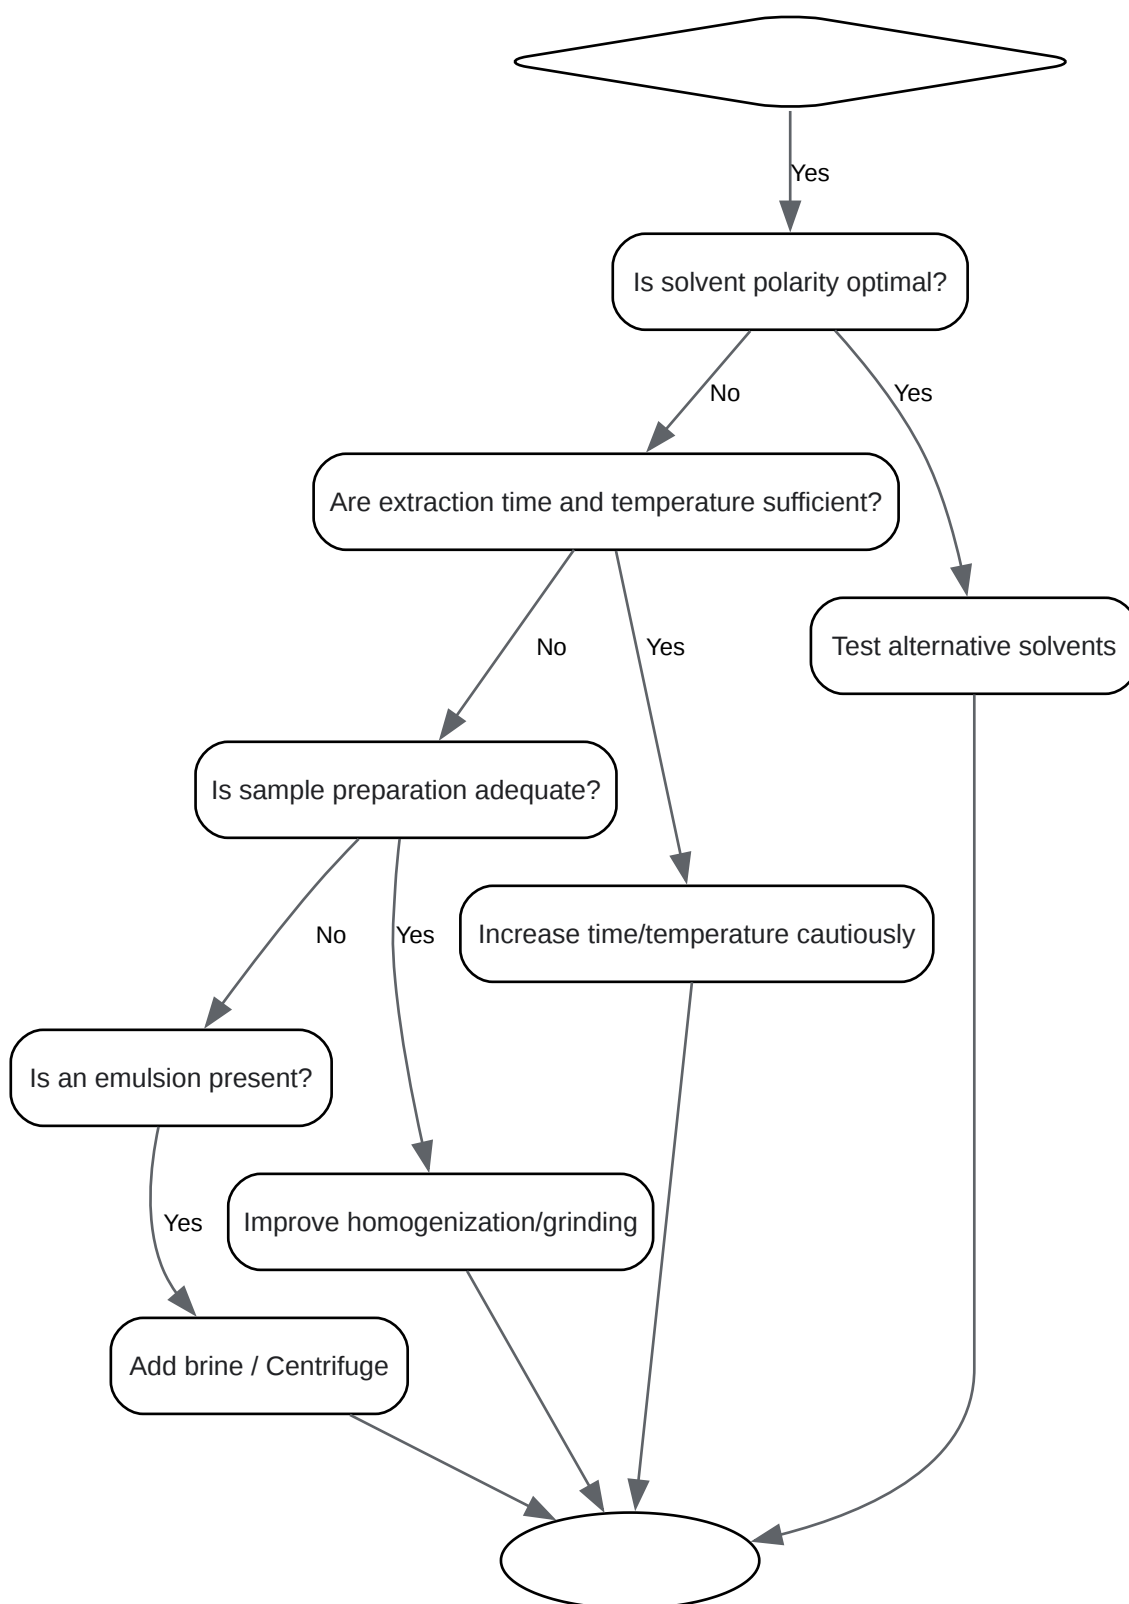 Yes
Is solvent polarity optimal?
No
Yes
Are extraction time and temperature sufficient?
No
Yes
Test alternative solvents
Is sample preparation adequate?
No
Yes
Increase time/temperature cautiously
Is an emulsion present?
Yes
Improve homogenization/grinding
Add brine / Centrifuge